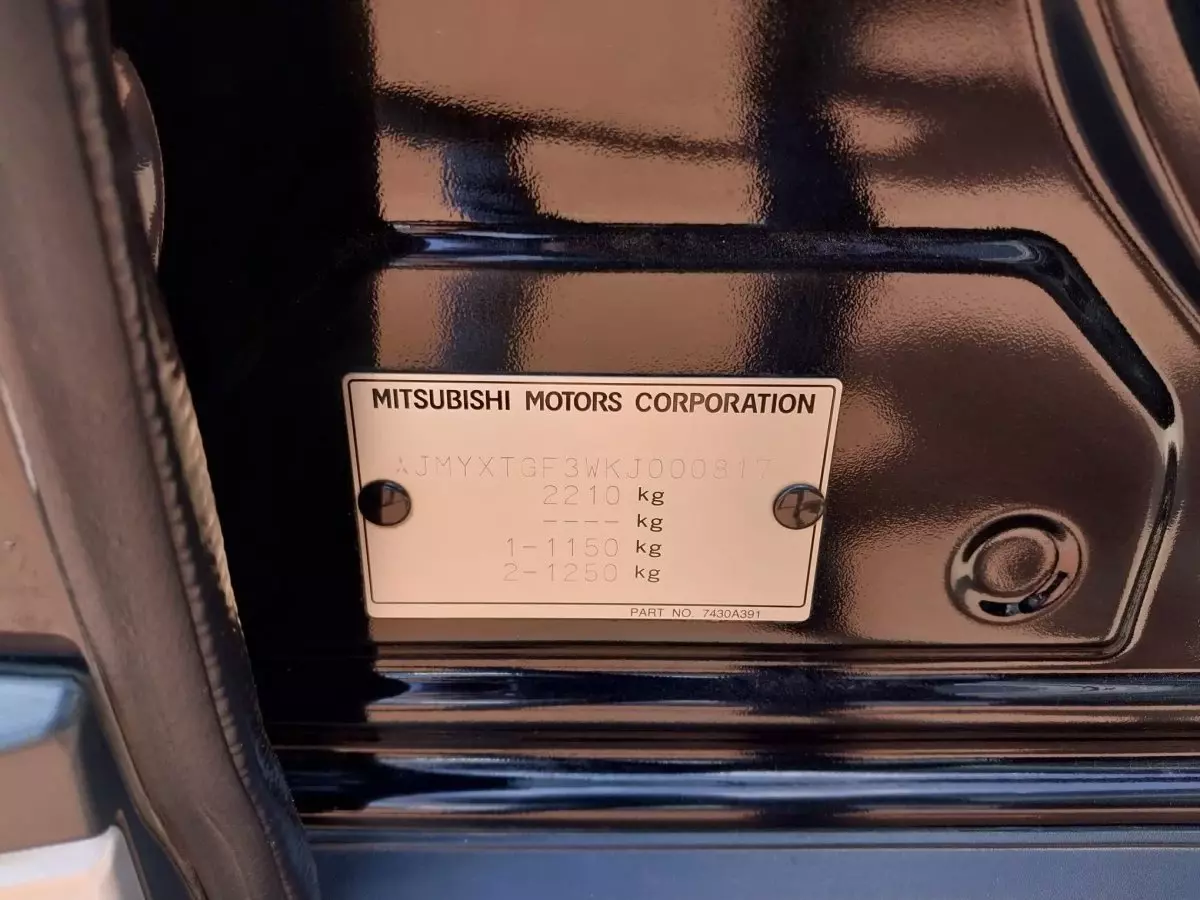 MITSUBISHI MOTORS CORPORATION
JMYXTGF3WKJ000817
2210 kg
---- kg
1-1150 kg
2-1250 kg
PART NO. 7430A391